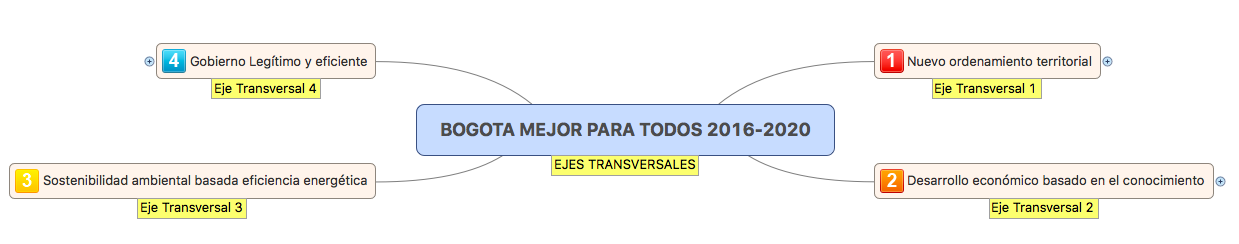 4 Gobierno Legítimo y eficiente
Eje Transversal 4
1 Nuevo ordenamiento territorial
Eje Transversal 1
BOGOTA MEJOR PARA TODOS 2016-2020
EJES TRANSVERSALES
3 Sostenibilidad ambiental basada eficiencia energética
Eje Transversal 3
2 Desarrollo económico basado en el conocimiento
Eje Transversal 2